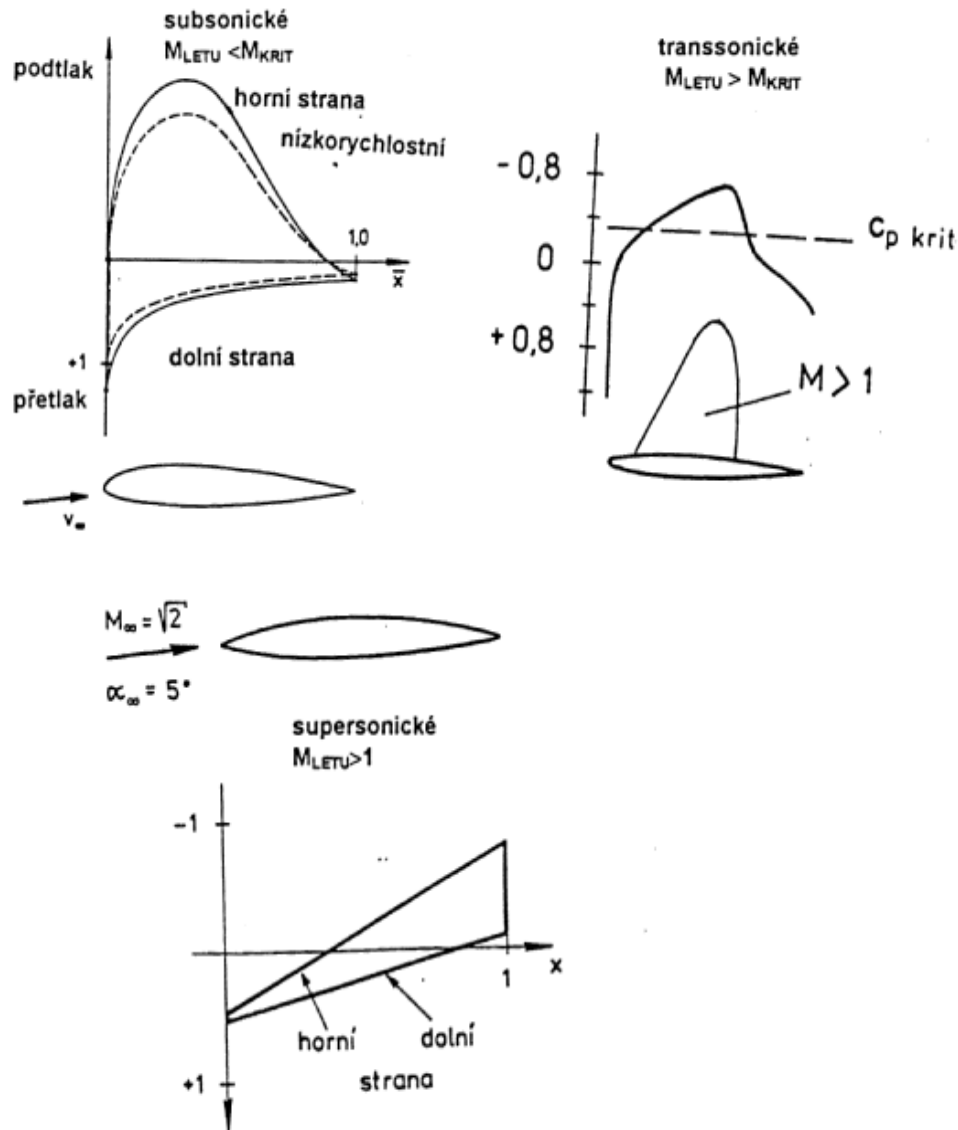 subsonické
M_LETU < M_KRIT
podtlak
horní strana
nízkorychlostní
1,0
x̄
dolní strana
+1
přetlak
v∞
transsonické
M_LETU > M_KRIT
- 0,8
c_p krit
0
+0,8
M > 1
M∞ = √2
α∞ = 5°
supersonické
M_LETU>1
-1
x
1
horní
dolní
strana
+1